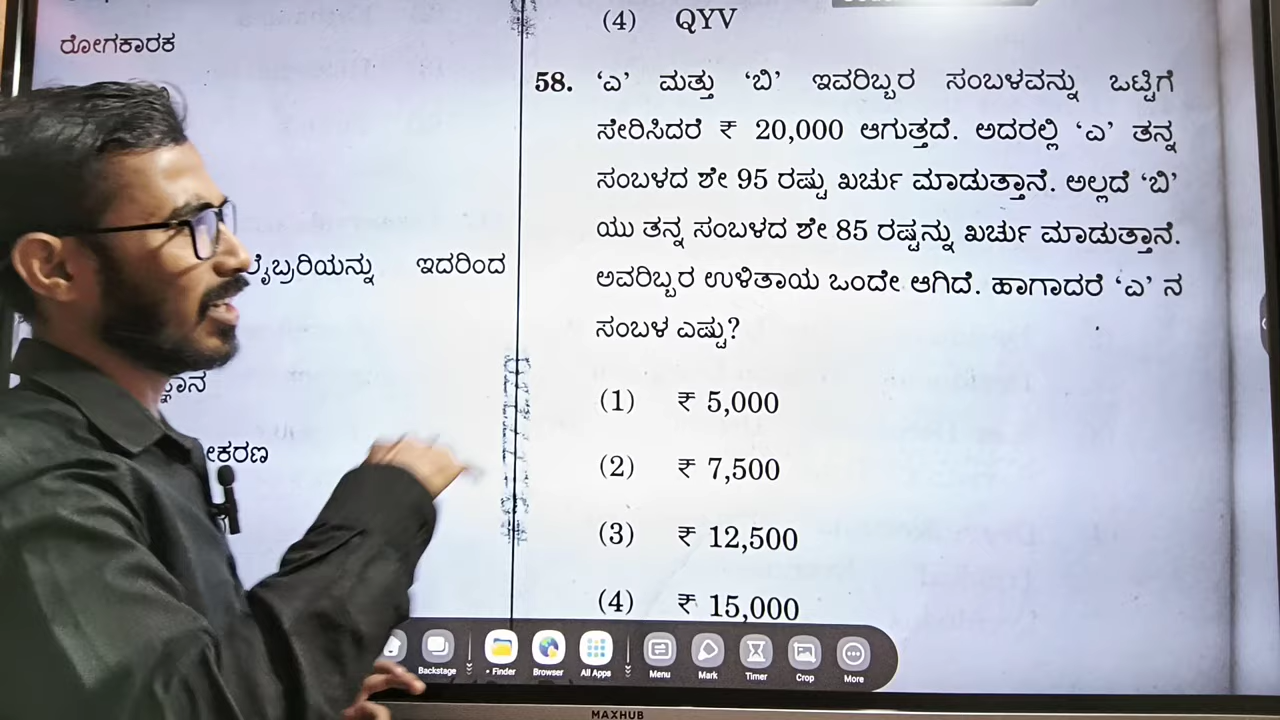 ರೋಗಕಾರಕ
ಲೈಬ್ರರಿಯನ್ನು ಇದರಿಂದ
(4) QYV
58. ‘ಎ’ ಮತ್ತು ‘ಬಿ’ ಇವರಿಬ್ಬರ ಸಂಬಳವನ್ನು ಒಟ್ಟಿಗೆ
ಸೇರಿಸಿದರೆ ₹ 20,000 ಆಗುತ್ತದೆ. ಅದರಲ್ಲಿ ‘ಎ’ ತನ್ನ
ಸಂಬಳದ ಶೇ 95 ರಷ್ಟು ಖರ್ಚು ಮಾಡುತ್ತಾನೆ. ಅಲ್ಲದೆ ‘ಬಿ’
ಯು ತನ್ನ ಸಂಬಳದ ಶೇ 85 ರಷ್ಟನ್ನು ಖರ್ಚು ಮಾಡುತ್ತಾನೆ.
ಅವರಿಬ್ಬರ ಉಳಿತಾಯ ಒಂದೇ ಆಗಿದೆ. ಹಾಗಾದರೆ ‘ಎ’ ನ
ಸಂಬಳ ಎಷ್ಟು?
(1) ₹ 5,000
(2) ₹ 7,500
(3) ₹ 12,500
(4) ₹ 15,000
Backstage Finder Browser All Apps Menu Mark Timer Crop More
MAXHUB